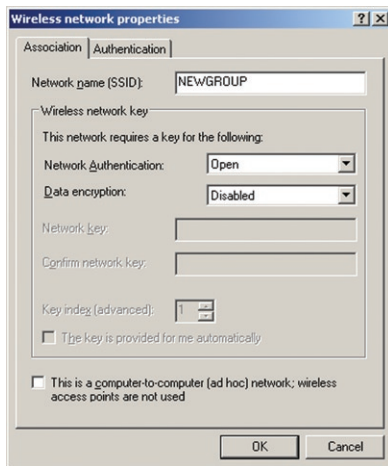 Wireless network properties
Association Authentication
Network name (SSID): NEWGROUP
Wireless network key
This network requires a key for the following:
Network Authentication: Open
Data encryption: Disabled
Network key:
Confirm network key:
Key index (advanced): 1
The key is provided for me automatically
This is a computer-to-computer (ad hoc) network; wireless
access points are not used
OK Cancel